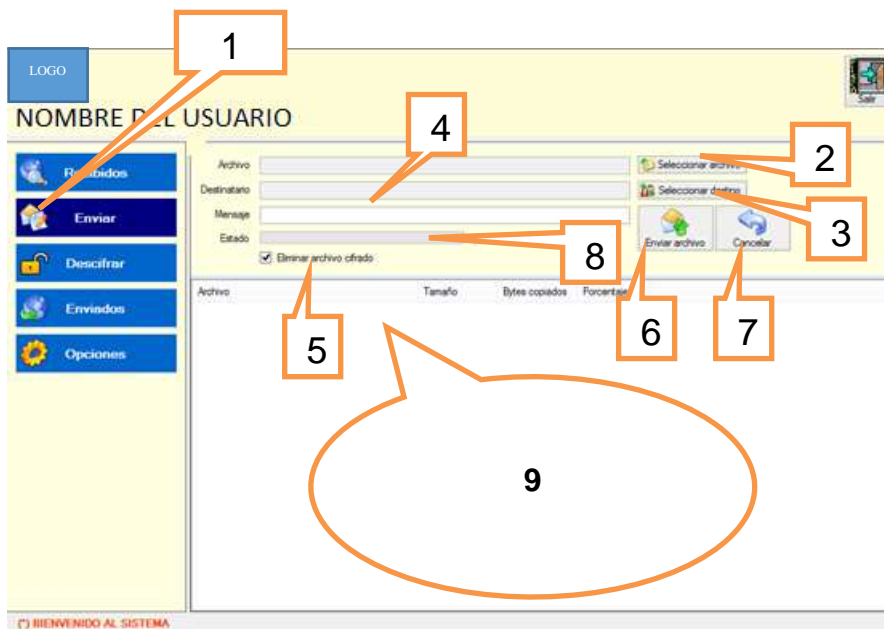 1
LOGO
Salir
NOMBRE DEL USUARIO
4
2
Recibidos
Archivo
Seleccionar archivo
Destinatario
Seleccionar destino
3
Enviar
Mensaje
Estado
8
Enviar archivo
Cancelar
Descifrar
Eliminar archivo cifrado
Archivo
Tamaño
Bytes copiados
Porcentaje
Enviados
5
6
7
Opciones
9
(*) BIENVENIDO AL SISTEMA